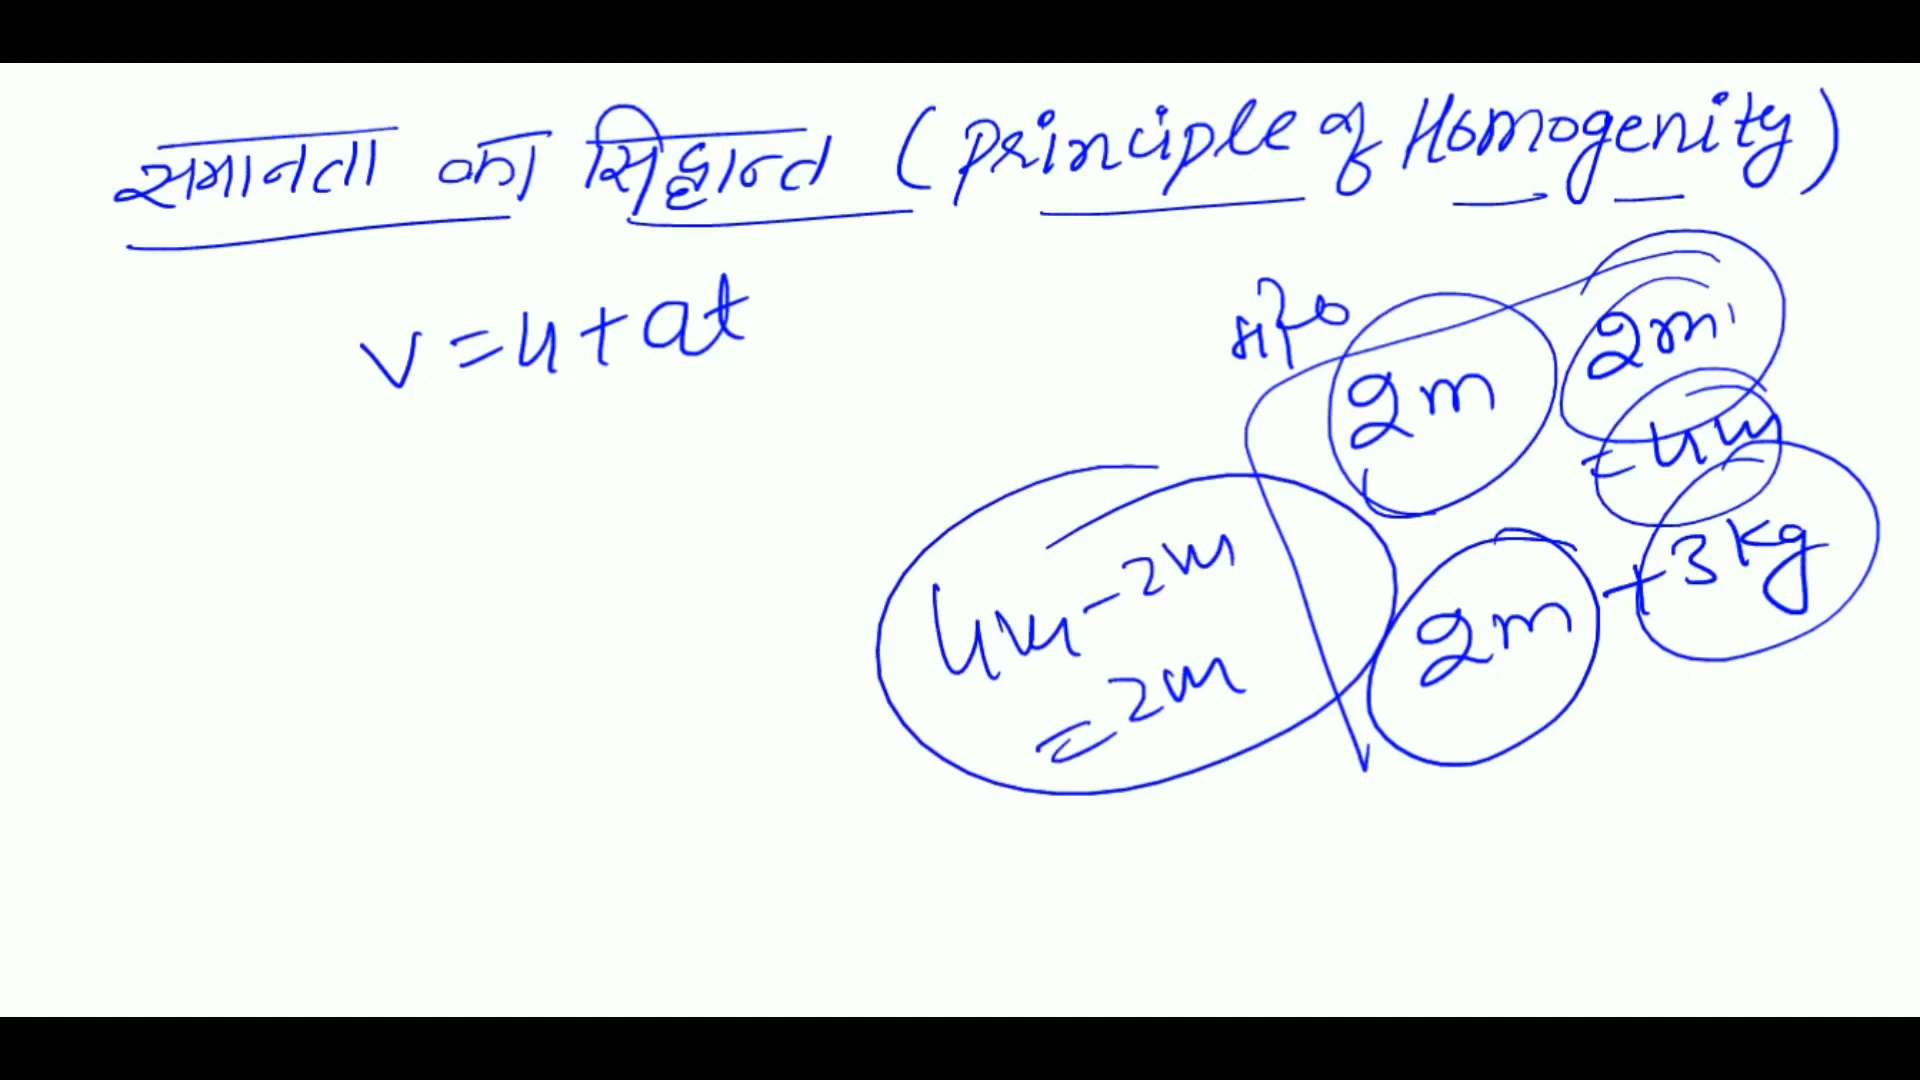 समानता का सिद्धान्त (Principle of Homogenity)
v = u + at
2m 2m
= 4m
4m - 2m
= 2m
2m + 3kg